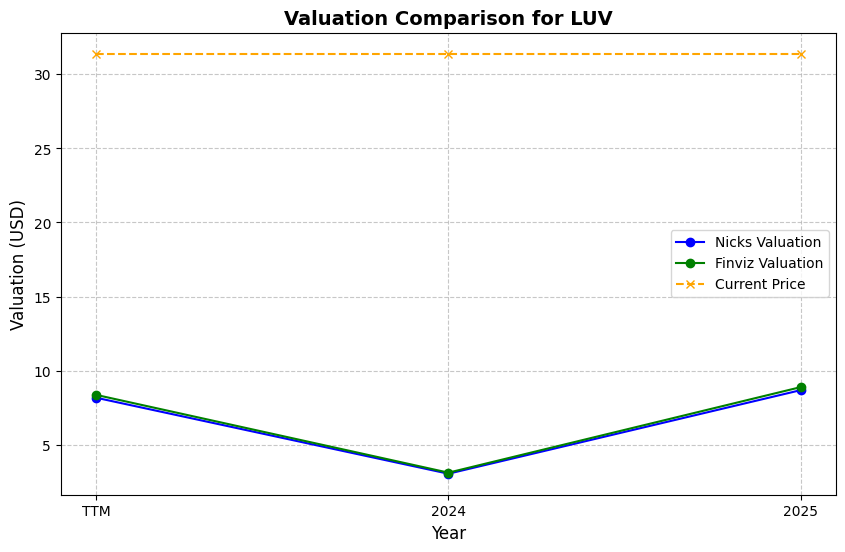 Valuation Comparison for LUV
Valuation (USD)
30
25
20
15
10
5
Nicks Valuation
Finviz Valuation
Current Price
TTM
2024
2025
Year